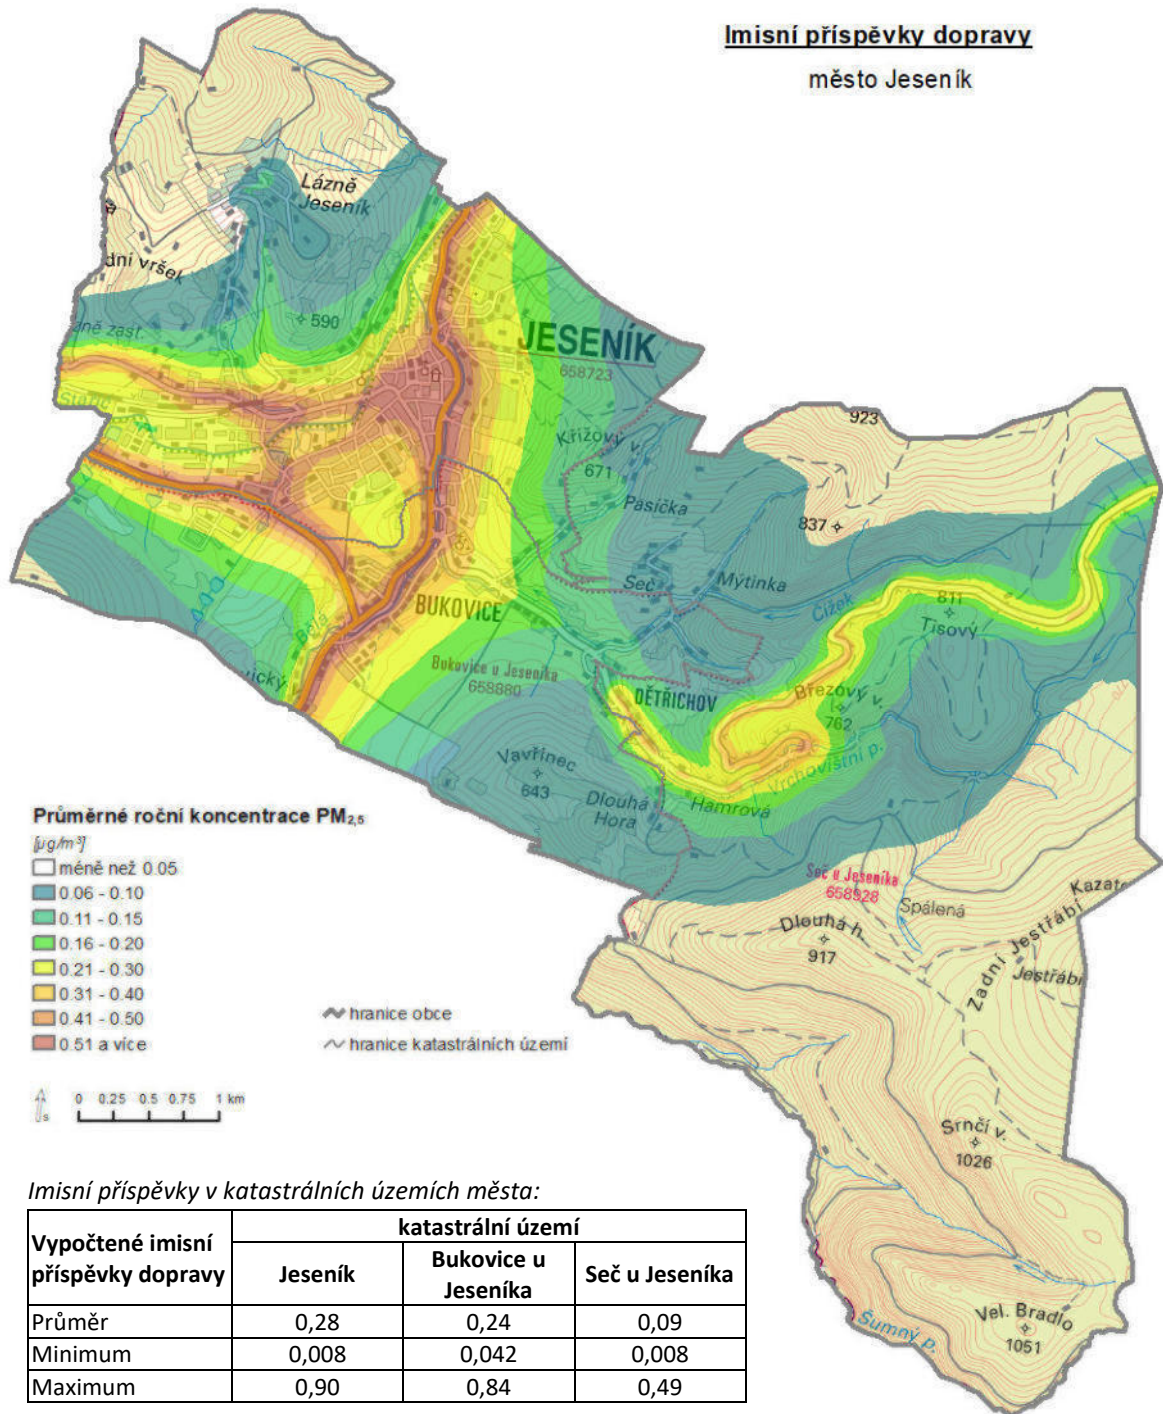 Imisní příspěvky dopravy
město Jeseník
Lázně
Jeseník
dní vršek
590
JESENÍK
658723
923
Křížový v.
671
Pasíčka
837
Seč
Mýtinka
Čížek
811
Tisový
BUKOVICE
Bělá
Bukovice u Jeseníka
658880
DĚTŘICHOV
Březový v.
762
Vrchovištní p.
Vavřinec
643
Dlouhá
Hora
Hamrová
Seč u Jeseníka
658928
Spálená
Kazate
Dlouhá h.
917
Zadní Jestřábí
Jestřábí
Srnčí v.
1026
Vel. Bradlo
1051
Šumný p.
Průměrné roční koncentrace PM2,5
[µg/m³]
méně než 0.05
0.06 - 0.10
0.11 - 0.15
0.16 - 0.20
0.21 - 0.30
0.31 - 0.40
0.41 - 0.50
0.51 a více
hranice obce
hranice katastrálních území
S
0 0.25 0.5 0.75 1 km
Imisní příspěvky v katastrálních územích města:
Vypočtené imisní příspěvky dopravy katastrální území
Jeseník Bukovice u Jeseníka Seč u Jeseníka
Průměr 0,28 0,24 0,09
Minimum 0,008 0,042 0,008
Maximum 0,90 0,84 0,49